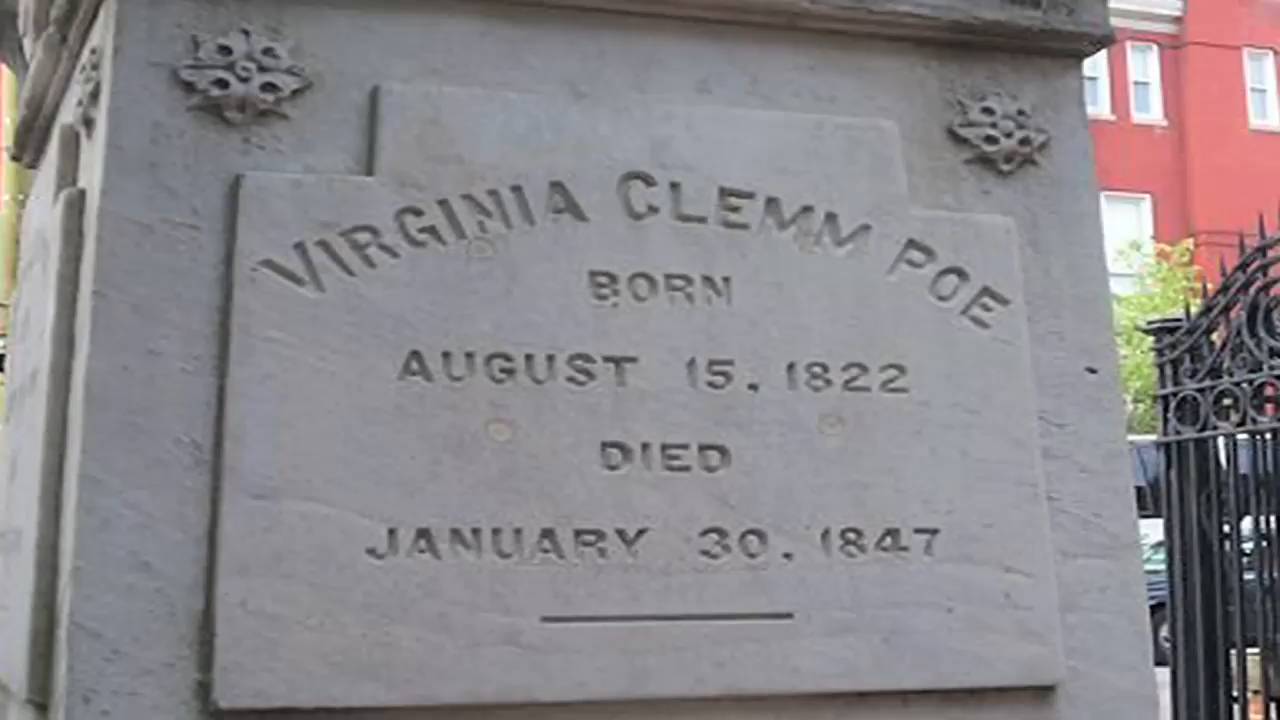 VIRGINIA CLEMM POE
BORN
AUGUST 15, 1822
DIED
JANUARY 30, 1847